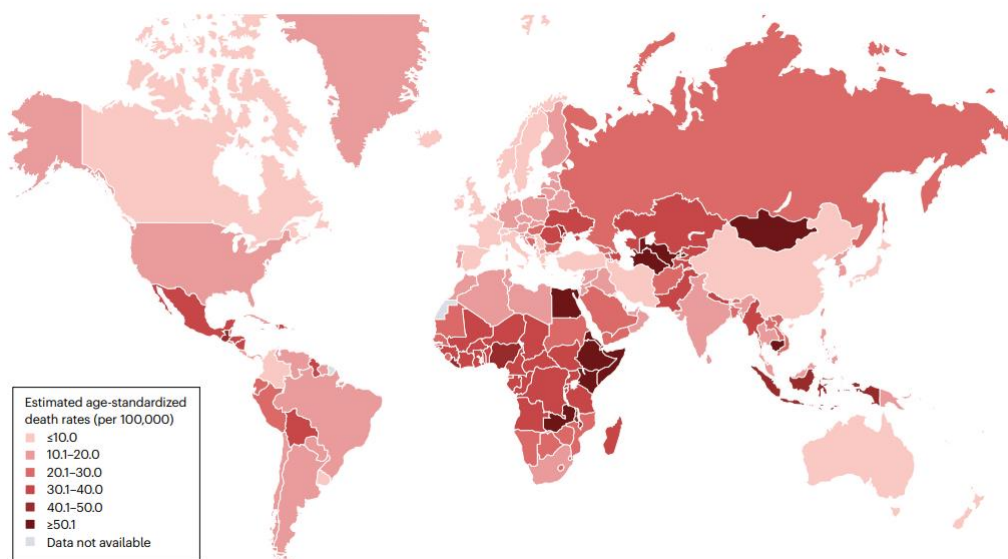 Estimated age-standardized
death rates (per 100,000)
≤10.0
10.1–20.0
20.1–30.0
30.1–40.0
40.1–50.0
≥50.1
Data not available